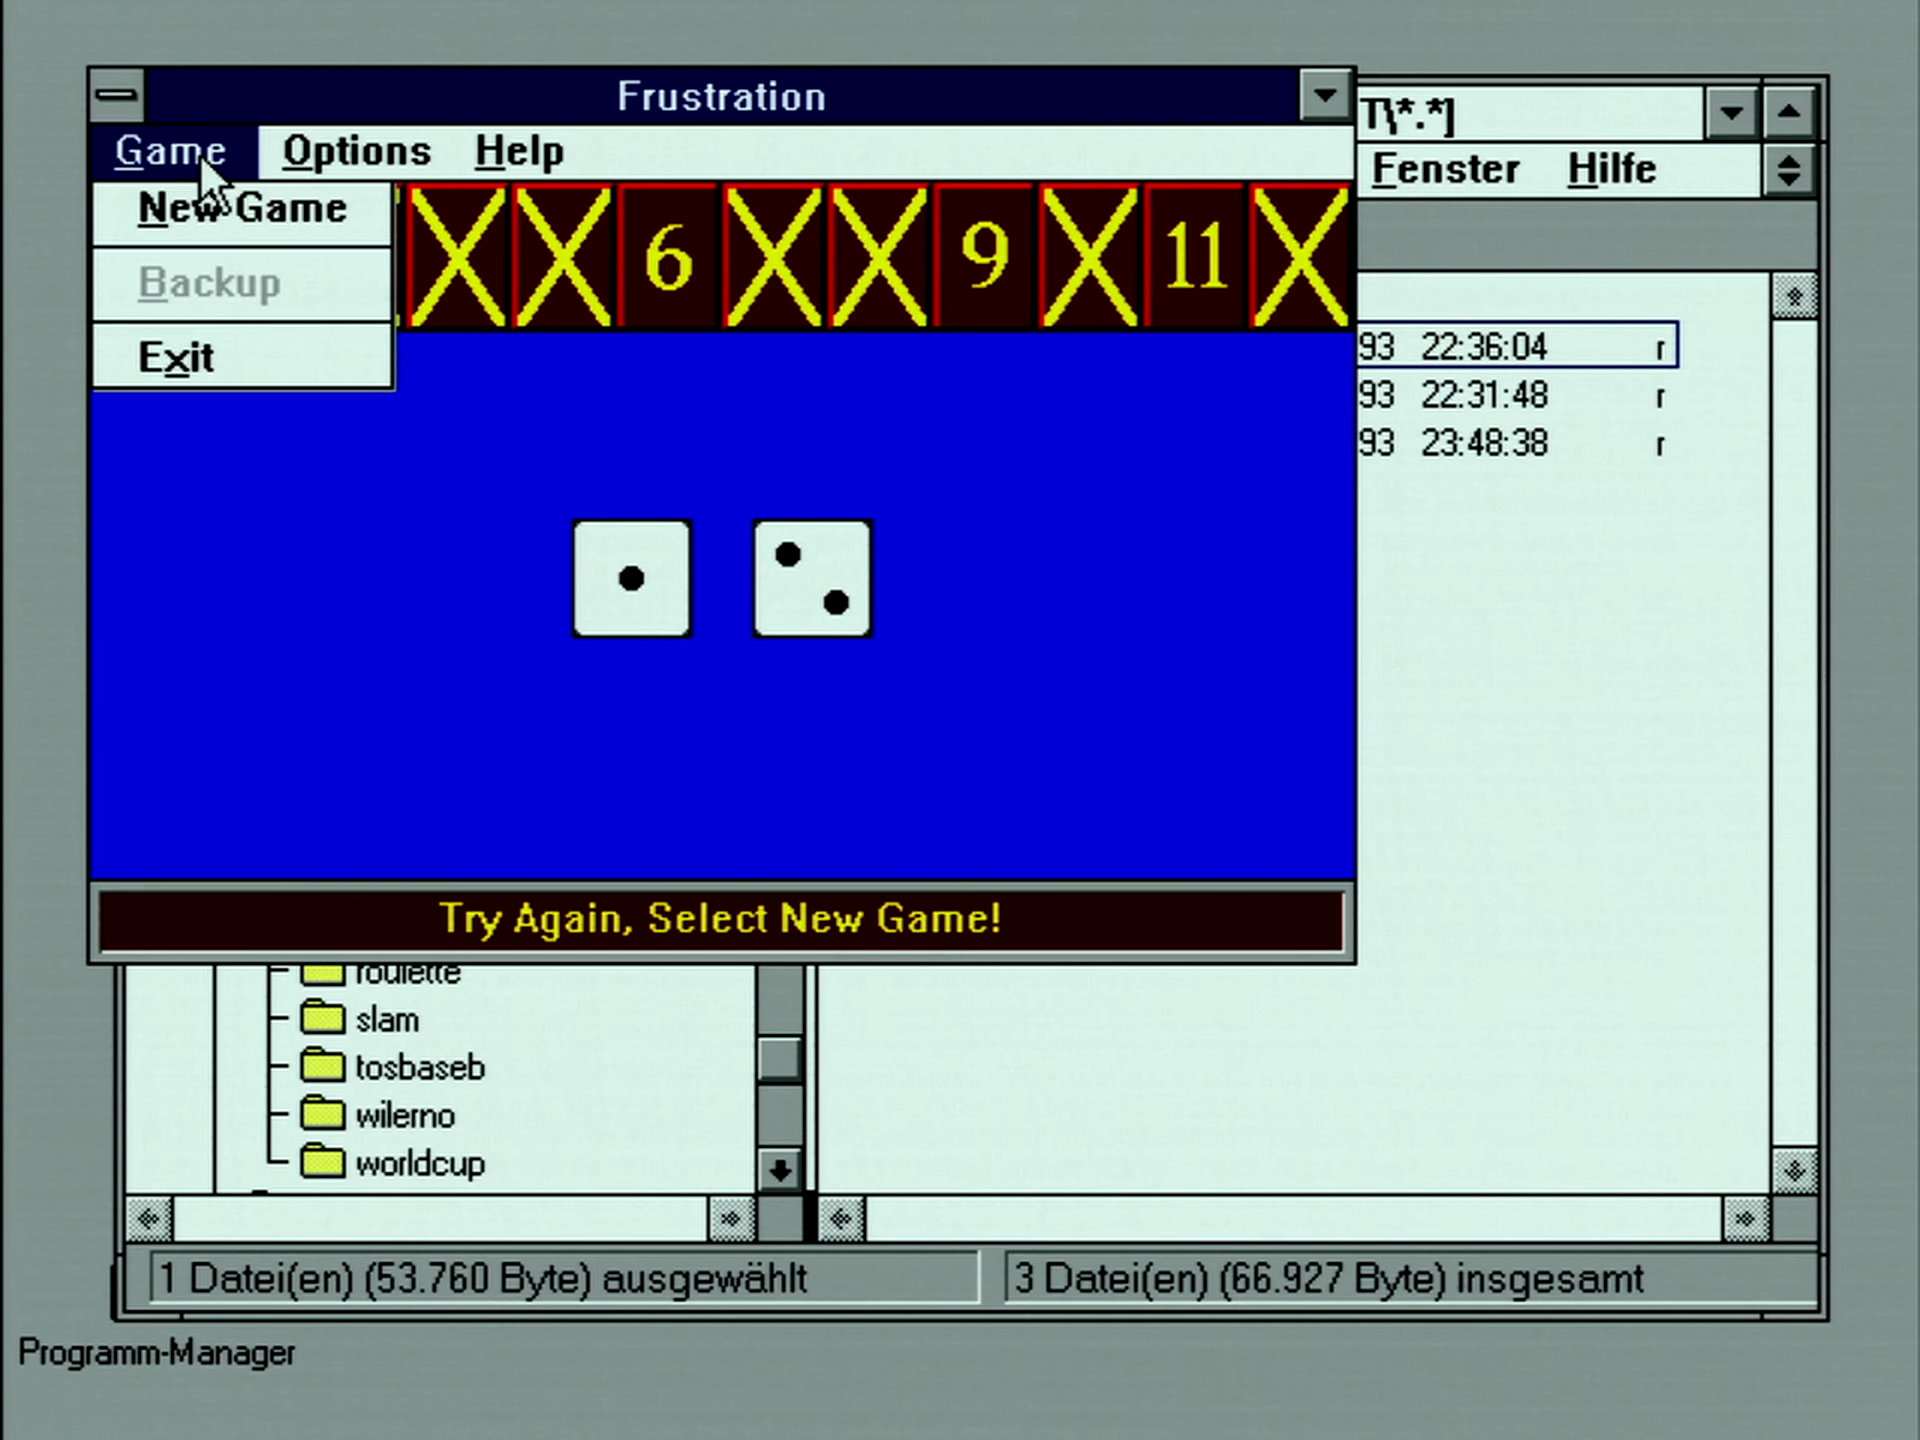 Frustration
Game Options Help
New Game
Backup
Exit
6 9 11
Try Again, Select New Game!
T\*.*]
Fenster Hilfe
93 22:36:04 r
93 22:31:48 r
93 23:48:38 r
roulette
slam
tosbaseb
wilerno
worldcup
1 Datei(en) (53.760 Byte) ausgewählt
3 Datei(en) (66.927 Byte) insgesamt
Programm-Manager